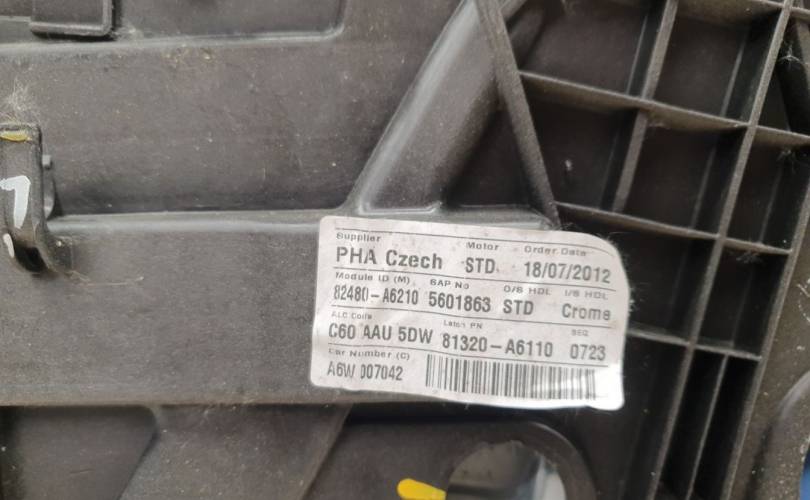 Supplier Motor Order Date
PHA Czech STD. 18/07/2012
Module ID (M) SAP No O/S HDL I/S HDL
82480-A6210 5601863 STD Crome
ALC Code Latch PN SEQ
C60 AAU 5DW 81320-A6110 0723
Car Number (C)
A6W 007042